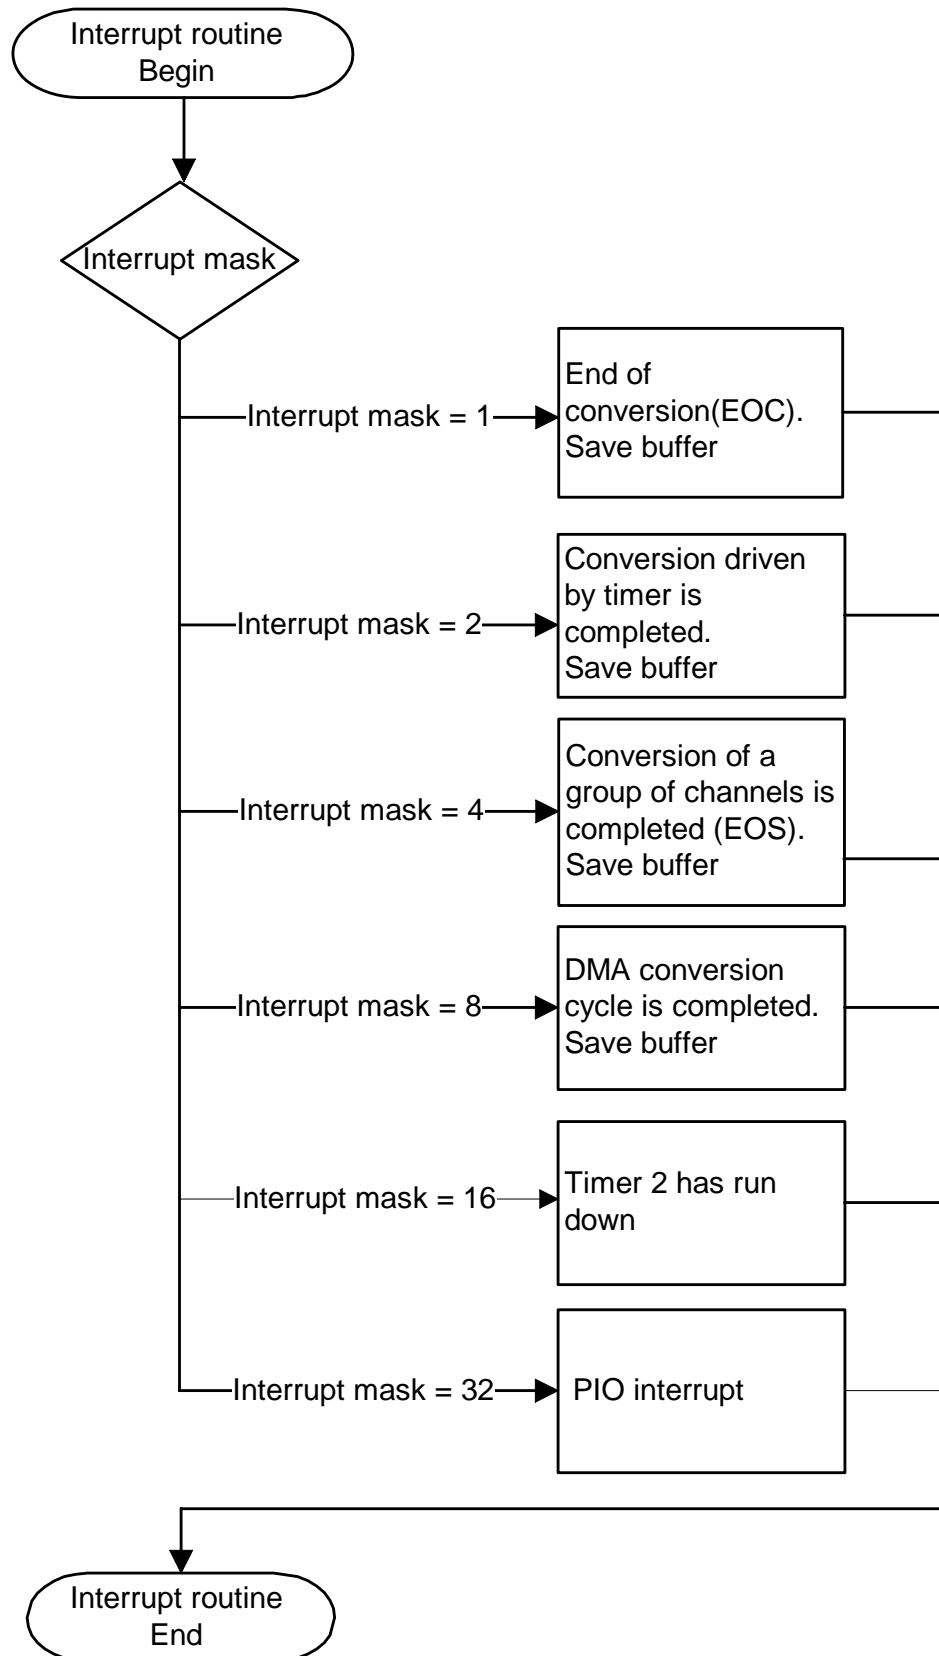 Interrupt routine
Begin
Interrupt mask
Interrupt mask = 1
End of
conversion(EOC).
Save buffer
Interrupt mask = 2
Conversion driven
by timer is
completed.
Save buffer
Interrupt mask = 4
Conversion of a
group of channels is
completed (EOS).
Save buffer
Interrupt mask = 8
DMA conversion
cycle is completed.
Save buffer
Interrupt mask = 16
Timer 2 has run
down
Interrupt mask = 32
PIO interrupt
Interrupt routine
End